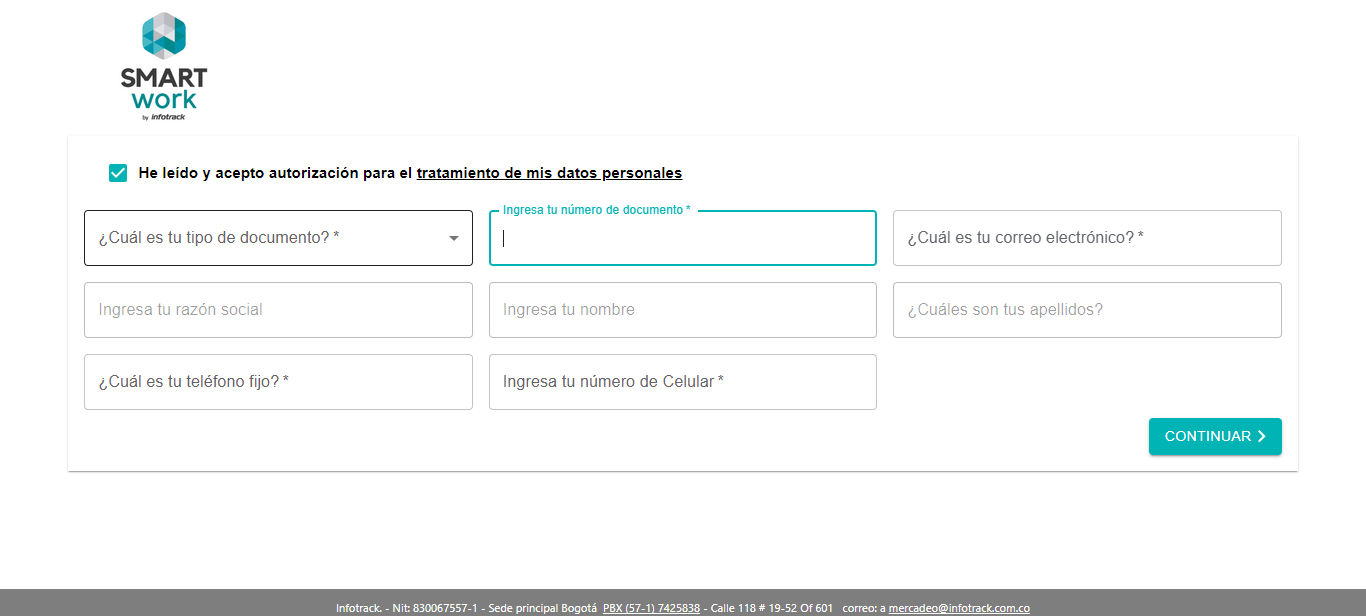 SMART
work
by infotrack
He leído y acepto autorización para el tratamiento de mis datos personales
¿Cuál es tu tipo de documento? *
Ingresa tu número de documento *
¿Cuál es tu correo electrónico? *
Ingresa tu razón social
Ingresa tu nombre
¿Cuáles son tus apellidos?
¿Cuál es tu teléfono fijo? *
Ingresa tu número de Celular *
CONTINUAR
Infotrack. - Nit: 830067557-1 - Sede principal Bogotá PBX (57-1) 7425838 - Calle 118 # 19-52 Of 601 correo: a mercadeo@infotrack.com.co